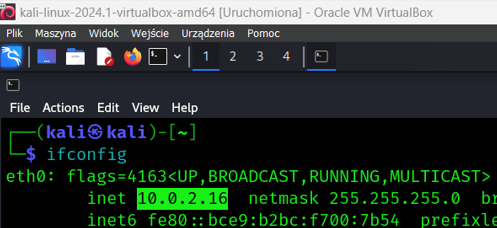 kali-linux-2024.1-virtualbox-amd64 [Uruchomiona] - Oracle VM VirtualBox
Plik Maszyna Widok Wejście Urządzenia Pomoc
1 2 3 4
File Actions Edit View Help
┌──(kali㉿kali)-[~]
└─$ ifconfig
eth0: flags=4163<UP,BROADCAST,RUNNING,MULTICAST>
inet 10.0.2.16 netmask 255.255.255.0 br
inet6 fe80::bce9:b2bc:f700:7b54 prefixle